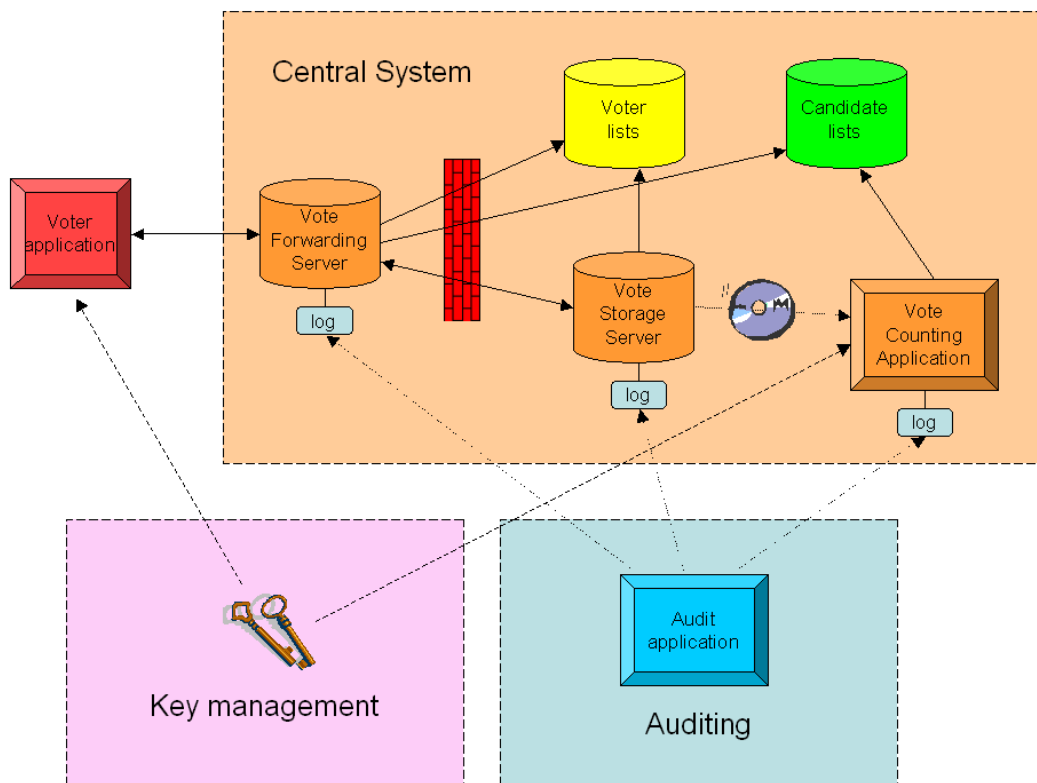 Central System
Voter
lists
Candidate
lists
Voter
application
Vote
Forwarding
Server
Vote
Storage
Server
Vote
Counting
Application
log
log
log
Key management
Audit
application
Auditing